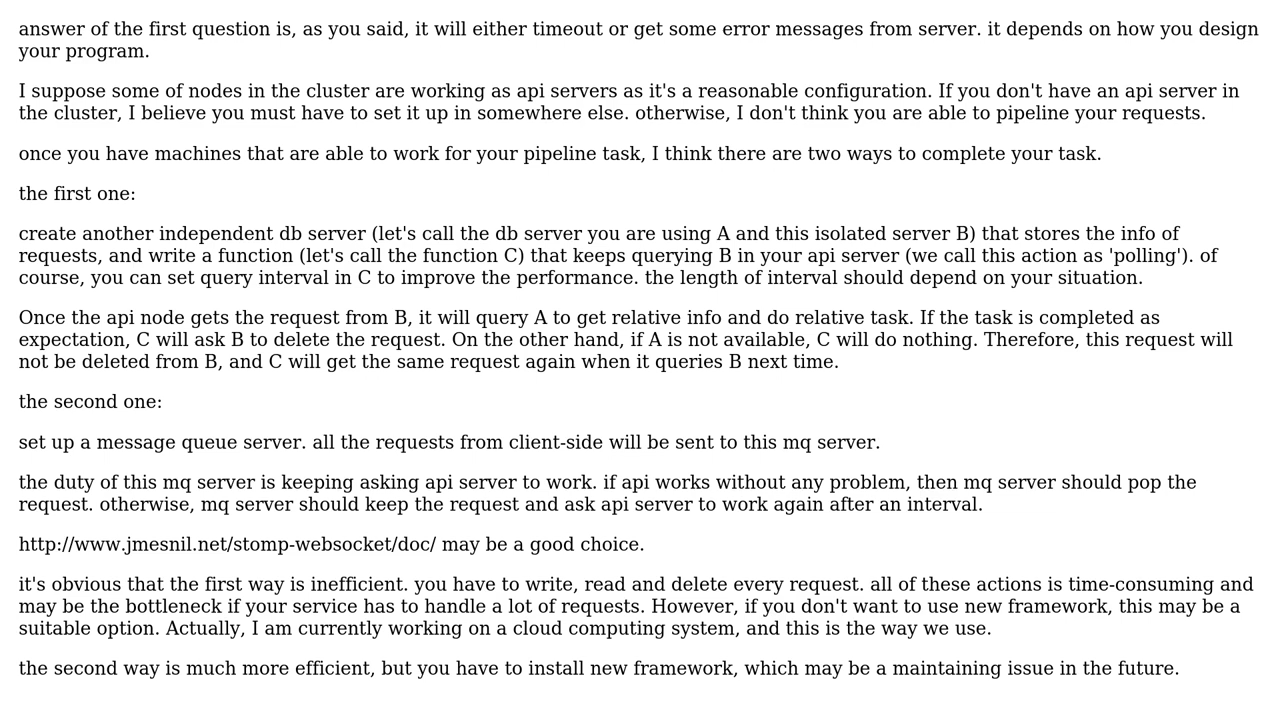 answer of the first question is, as you said, it will either timeout or get some error messages from server. it depends on how you design
your program.
I suppose some of nodes in the cluster are working as api servers as it's a reasonable configuration. If you don't have an api server in
the cluster, I believe you must have to set it up in somewhere else. otherwise, I don't think you are able to pipeline your requests.
once you have machines that are able to work for your pipeline task, I think there are two ways to complete your task.
the first one:
create another independent db server (let's call the db server you are using A and this isolated server B) that stores the info of
requests, and write a function (let's call the function C) that keeps querying B in your api server (we call this action as 'polling'). of
course, you can set query interval in C to improve the performance. the length of interval should depend on your situation.
Once the api node gets the request from B, it will query A to get relative info and do relative task. If the task is completed as
expectation, C will ask B to delete the request. On the other hand, if A is not available, C will do nothing. Therefore, this request will
not be deleted from B, and C will get the same request again when it queries B next time.
the second one:
set up a message queue server. all the requests from client-side will be sent to this mq server.
the duty of this mq server is keeping asking api server to work. if api works without any problem, then mq server should pop the
request. otherwise, mq server should keep the request and ask api server to work again after an interval.
http://www.jmesnil.net/stomp-websocket/doc/ may be a good choice.
it's obvious that the first way is inefficient. you have to write, read and delete every request. all of these actions is time-consuming and
may be the bottleneck if your service has to handle a lot of requests. However, if you don't want to use new framework, this may be a
suitable option. Actually, I am currently working on a cloud computing system, and this is the way we use.
the second way is much more efficient, but you have to install new framework, which may be a maintaining issue in the future.